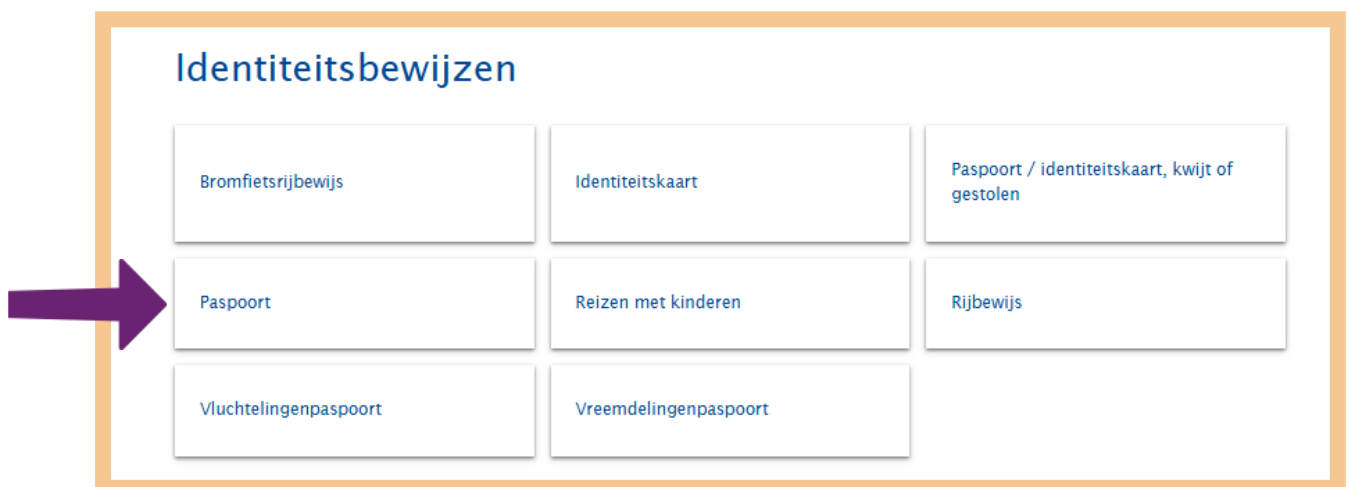 Identiteitsbewijzen
Bromfietsrijbewijs
Identiteitskaart
Paspoort / identiteitskaart, kwijt of
gestolen
Paspoort
Reizen met kinderen
Rijbewijs
Vluchtelingenpaspoort
Vreemdelingenpaspoort